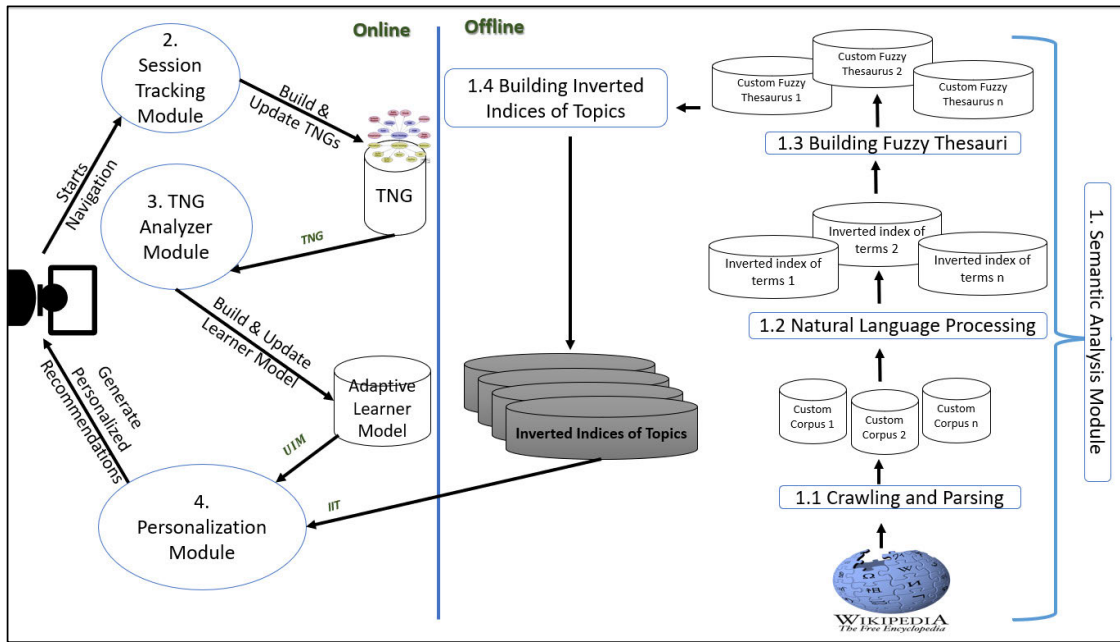 Online
Offline
2.
Session
Tracking
Module
Build &
Update TNGs
TNG
Starts
Navigation
3. TNG
Analyzer
Module
TNG
Build & Update
Learner Model
Adaptive
Learner
Model
UIM
Generate
Personalized
Recommendations
4.
Personalization
Module
IIT
1.4 Building Inverted
Indices of Topics
Inverted Indices of Topics
Custom Fuzzy
Thesaurus 1
Custom Fuzzy
Thesaurus 2
Custom Fuzzy
Thesaurus n
1.3 Building Fuzzy Thesauri
Inverted index of
terms 1
Inverted index of
terms 2
Inverted index of
terms n
1.2 Natural Language Processing
Custom
Corpus 1
Custom
Corpus 2
Custom
Corpus n
1.1 Crawling and Parsing
WIKIPEDIA
The Free Encyclopedia
1. Semantic Analysis Module